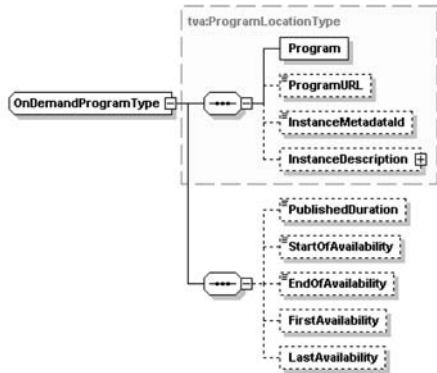 tva:ProgramLocationType
Program
OnDemandProgramType
ProgramURL
InstanceMetadataId
InstanceDescription
PublishedDuration
StartOfAvailability
EndOfAvailability
FirstAvailability
LastAvailability